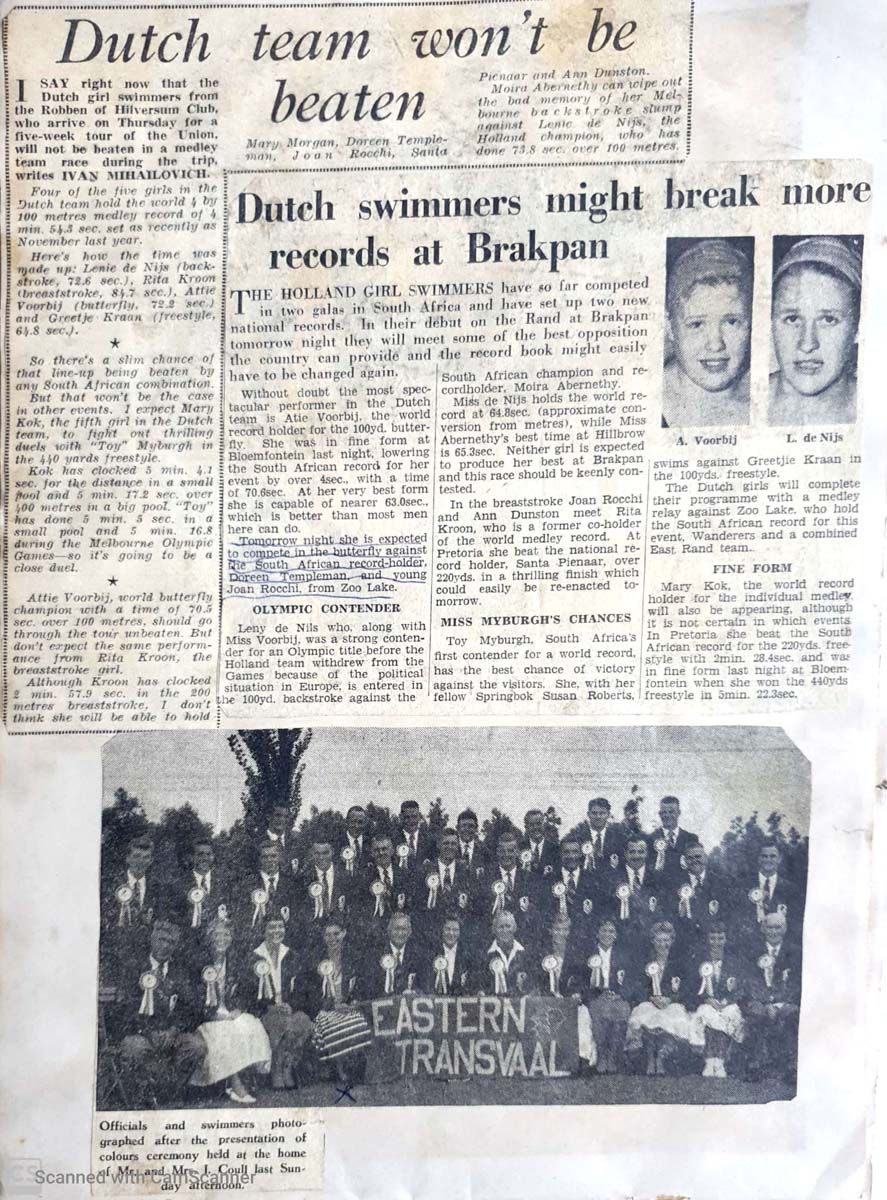 Dutch team won't be
beaten
I SAY right now that the
Dutch girl swimmers from
the Robben of Hilversum Club,
who arrive on Thursday for a
five-week tour of the Union,
will not be beaten in a medley
team race during the trip,
writes IVAN MIHAILOVICH.
Four of the five girls in the
Dutch team hold the world 4 by
100 metres medley record of 4
min. 54.3 sec. set as recently as
November last year.
Here's how the time was
made up: Lenie de Nijs (back-
stroke, 72.6 sec.), Rita Kroon
(breaststroke, 84.7 sec.), Attie
Voorbij (butterfly, 72.2 sec.)
and Greetje Kraan (freestyle,
64.8 sec.).
★
So there's a slim chance of
that line-up being beaten by
any South African combination.
But that won't be the case
in other events. I expect Mary
Kok, the fifth girl in the Dutch
team, to fight out thrilling
duels with "Toy" Myburgh in
the 440 yards freestyle.
Kok has clocked 5 min. 4.1
sec. for the distance in a small
pool and 5 min. 17.2 sec. over
400 metres in a big pool. "Toy"
has done 5 min. 5 sec. in a
small pool and 5 min. 16.8
during the Melbourne Olympic
Games—so it's going to be a
close duel.
★
Attie Voorbij, world butterfly
champion with a time of 70.5
sec. over 100 metres, should go
through the tour unbeaten. But
don't expect the same perform-
ance from Rita Kroon, the
breaststroke girl.
Although Kroon has clocked
2 min. 57.9 sec. in the 200
metres breaststroke, I don't
think she will be able to hold
Mary Morgan, Doreen Temple-
man, Joan Rocchi, Santa
Pienaar and Ann Dunston.
Moira Abernethy can wipe out
the bad memory of her Mel-
bourne backstroke slump
against Lenie de Nijs, the
Holland champion, who has
done 73.8 sec. over 100 metres.
Dutch swimmers might break more
records at Brakpan
THE HOLLAND GIRL SWIMMERS have so far competed
in two galas in South Africa and have set up two new
national records. In their début on the Rand at Brakpan
tomorrow night they will meet some of the best opposition
the country can provide and the record book might easily
have to be changed again.
Without doubt the most spec-
tacular performer in the Dutch
team is Atie Voorbij, the world
record holder for the 100yd. butter-
fly. She was in fine form at
Bloemfontein last night, lowering
the South African record for her
event by over 4sec., with a time
of 70.6sec. At her very best form
she is capable of nearer 63.0sec.,
which is better than most men
here can do.
Tomorrow night she is expected
to compete in the butterfly against
the South African record-holder,
Doreen Templeman, and young
Joan Rocchi, from Zoo Lake.
OLYMPIC CONTENDER
Leny de Nils who, along with
Miss Voorbij, was a strong conten-
der for an Olympic title before the
Holland team withdrew from the
Games because of the political
situation in Europe, is entered in
the 100yd. backstroke against the
South African champion and re-
cordholder, Moira Abernethy.
Miss de Nijs holds the world re-
cord at 64.8sec. (approximate con-
version from metres), while Miss
Abernethy's best time at Hillbrow
is 65.3sec. Neither girl is expected
to produce her best at Brakpan
and this race should be keenly con-
tested.
In the breaststroke Joan Rocchi
and Ann Dunston meet Rita
Kroon, who is a former co-holder
of the world medley record. At
Pretoria she beat the national re-
cord holder, Santa Pienaar, over
220yds. in a thrilling finish which
could easily be re-enacted to-
morrow.
MISS MYBURGH'S CHANCES
Toy Myburgh, South Africa's
first contender for a world record,
has the best chance of victory
against the visitors. She, with her
fellow Springbok Susan Roberts,
A. Voorbij
L. de Nijs
swims against Greetjie Kraan in
the 100yds. freestyle.
The Dutch girls will complete
their programme with a medley
relay against Zoo Lake, who hold
the South African record for this
event, Wanderers and a combined
East Rand team.
FINE FORM
Mary Kok, the world record
holder for the individual medley
will also be appearing, although
it is not certain in which events
In Pretoria she beat the South
African record for the 220yds. free-
style with 2min. 28.4sec. and was
in fine form last night at Bloem-
fontein when she won the 440yds
freestyle in 5min. 22.3sec.
EASTERN
TRANSVAAL
Officials and swimmers photo-
graphed after the presentation of
colours ceremony held at the home
of Mr. and Mrs. J. Coull last Sun-
day afternoon.
CS
Scanned with CamScanner